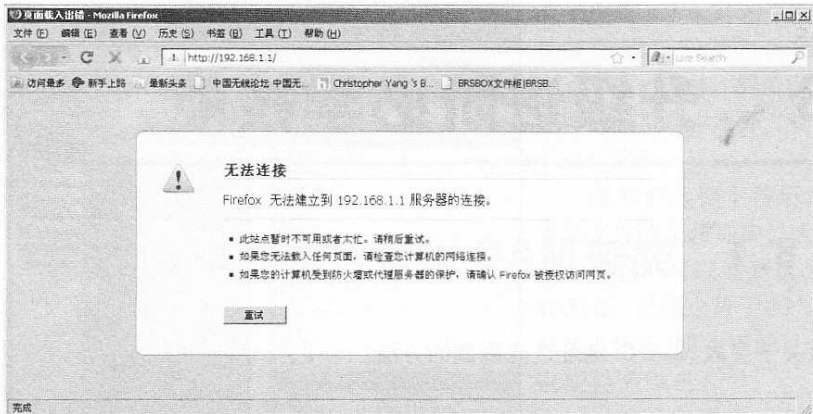 页面载入出错 - Mozilla Firefox
文件(F) 编辑(E) 查看(V) 历史(S) 书签(B) 工具(T) 帮助(H)
http://192.168.1.1/
Live Search
访问最多 新手上路 最新头条 中国无线论坛 中国无... Christopher Yang 's B... BRSBOX文件柜|BRSB...
无法连接
Firefox 无法建立到 192.168.1.1 服务器的连接。
▪ 此站点暂时不可用或者太忙。请稍后重试。
▪ 如果您无法载入任何页面，请检查您计算机的网络连接。
▪ 如果您的计算机受到防火墙或代理服务器的保护，请确认 Firefox 被授权访问网页。
重试
完成